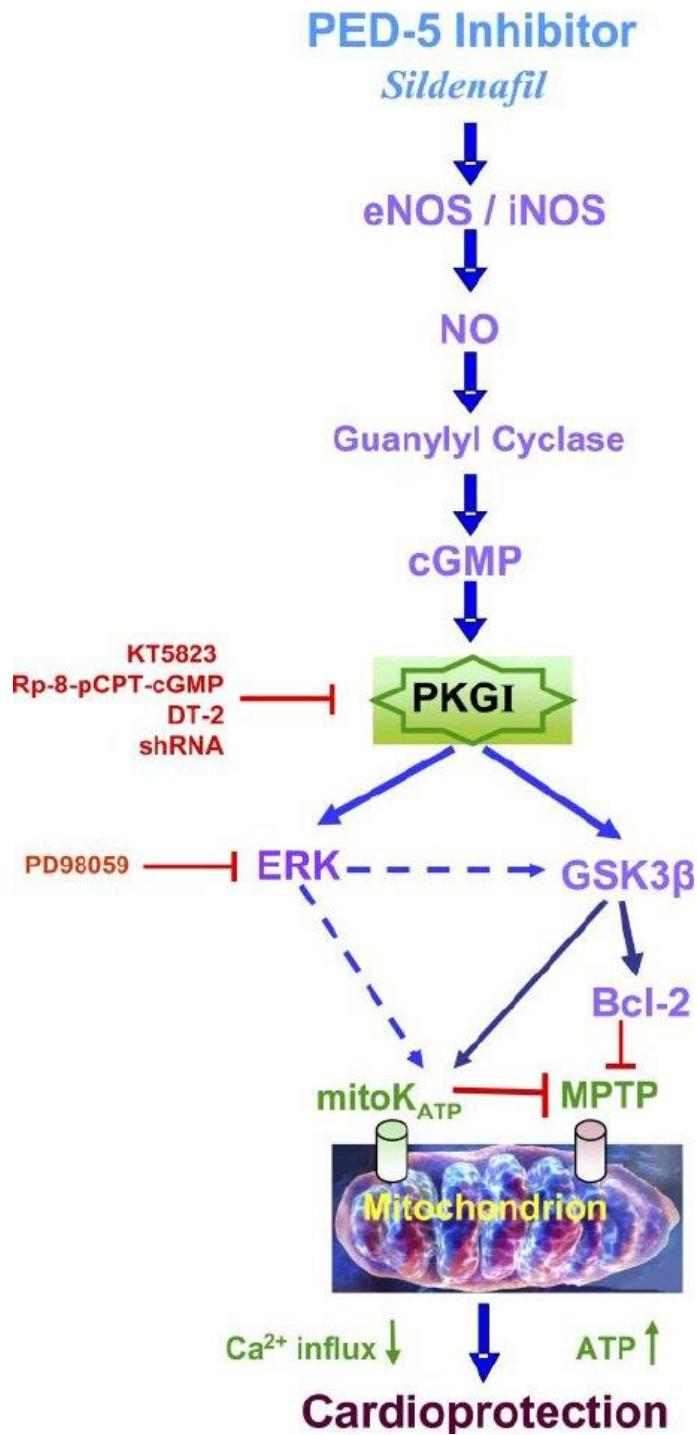 PED-5 Inhibitor
Sildenafil
eNOS / iNOS
NO
Guanylyl Cyclase
cGMP
KT5823
Rp-8-pCPT-cGMP
DT-2
shRNA
PKGI
PD98059
ERK
GSK3β
Bcl-2
mitoK_ATP
MPTP
Mitochondrion
Ca²⁺ influx ↓
ATP ↑
Cardioprotection